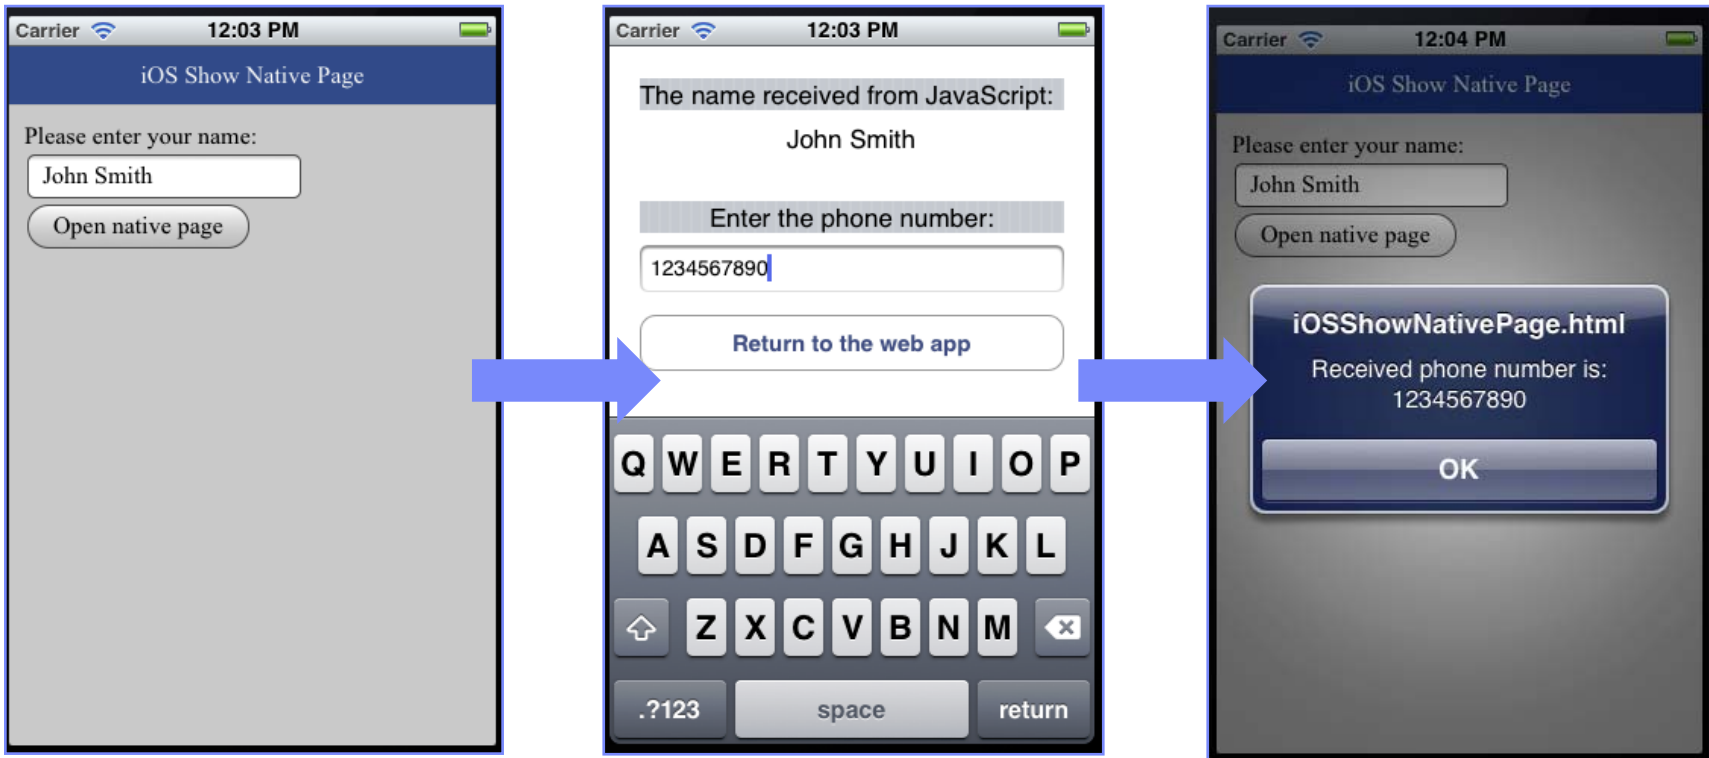 Carrier 12:03 PM
iOS Show Native Page
Please enter your name:
John Smith
Open native page
Carrier 12:03 PM
The name received from JavaScript:
John Smith
Enter the phone number:
1234567890
Return to the web app
Q W E R T Y U I O P
A S D F G H J K L
Z X C V B N M
.?123 space return
Carrier 12:04 PM
iOS Show Native Page
Please enter your name:
John Smith
Open native page
iOSShowNativePage.html
Received phone number is:
1234567890
OK